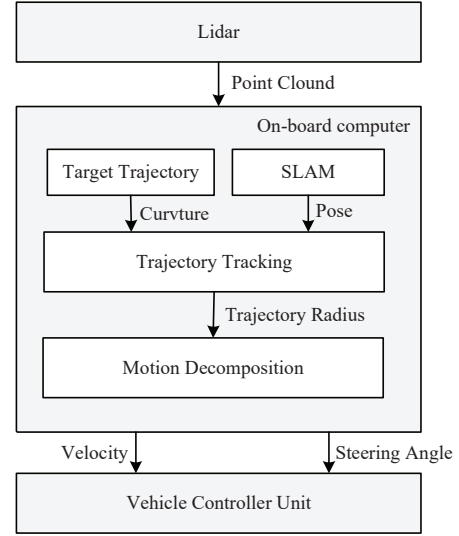 Lidar
Point Clound
On-board computer
Target Trajectory
SLAM
Curvture
Pose
Trajectory Tracking
Trajectory Radius
Motion Decomposition
Velocity
Steering Angle
Vehicle Controller Unit